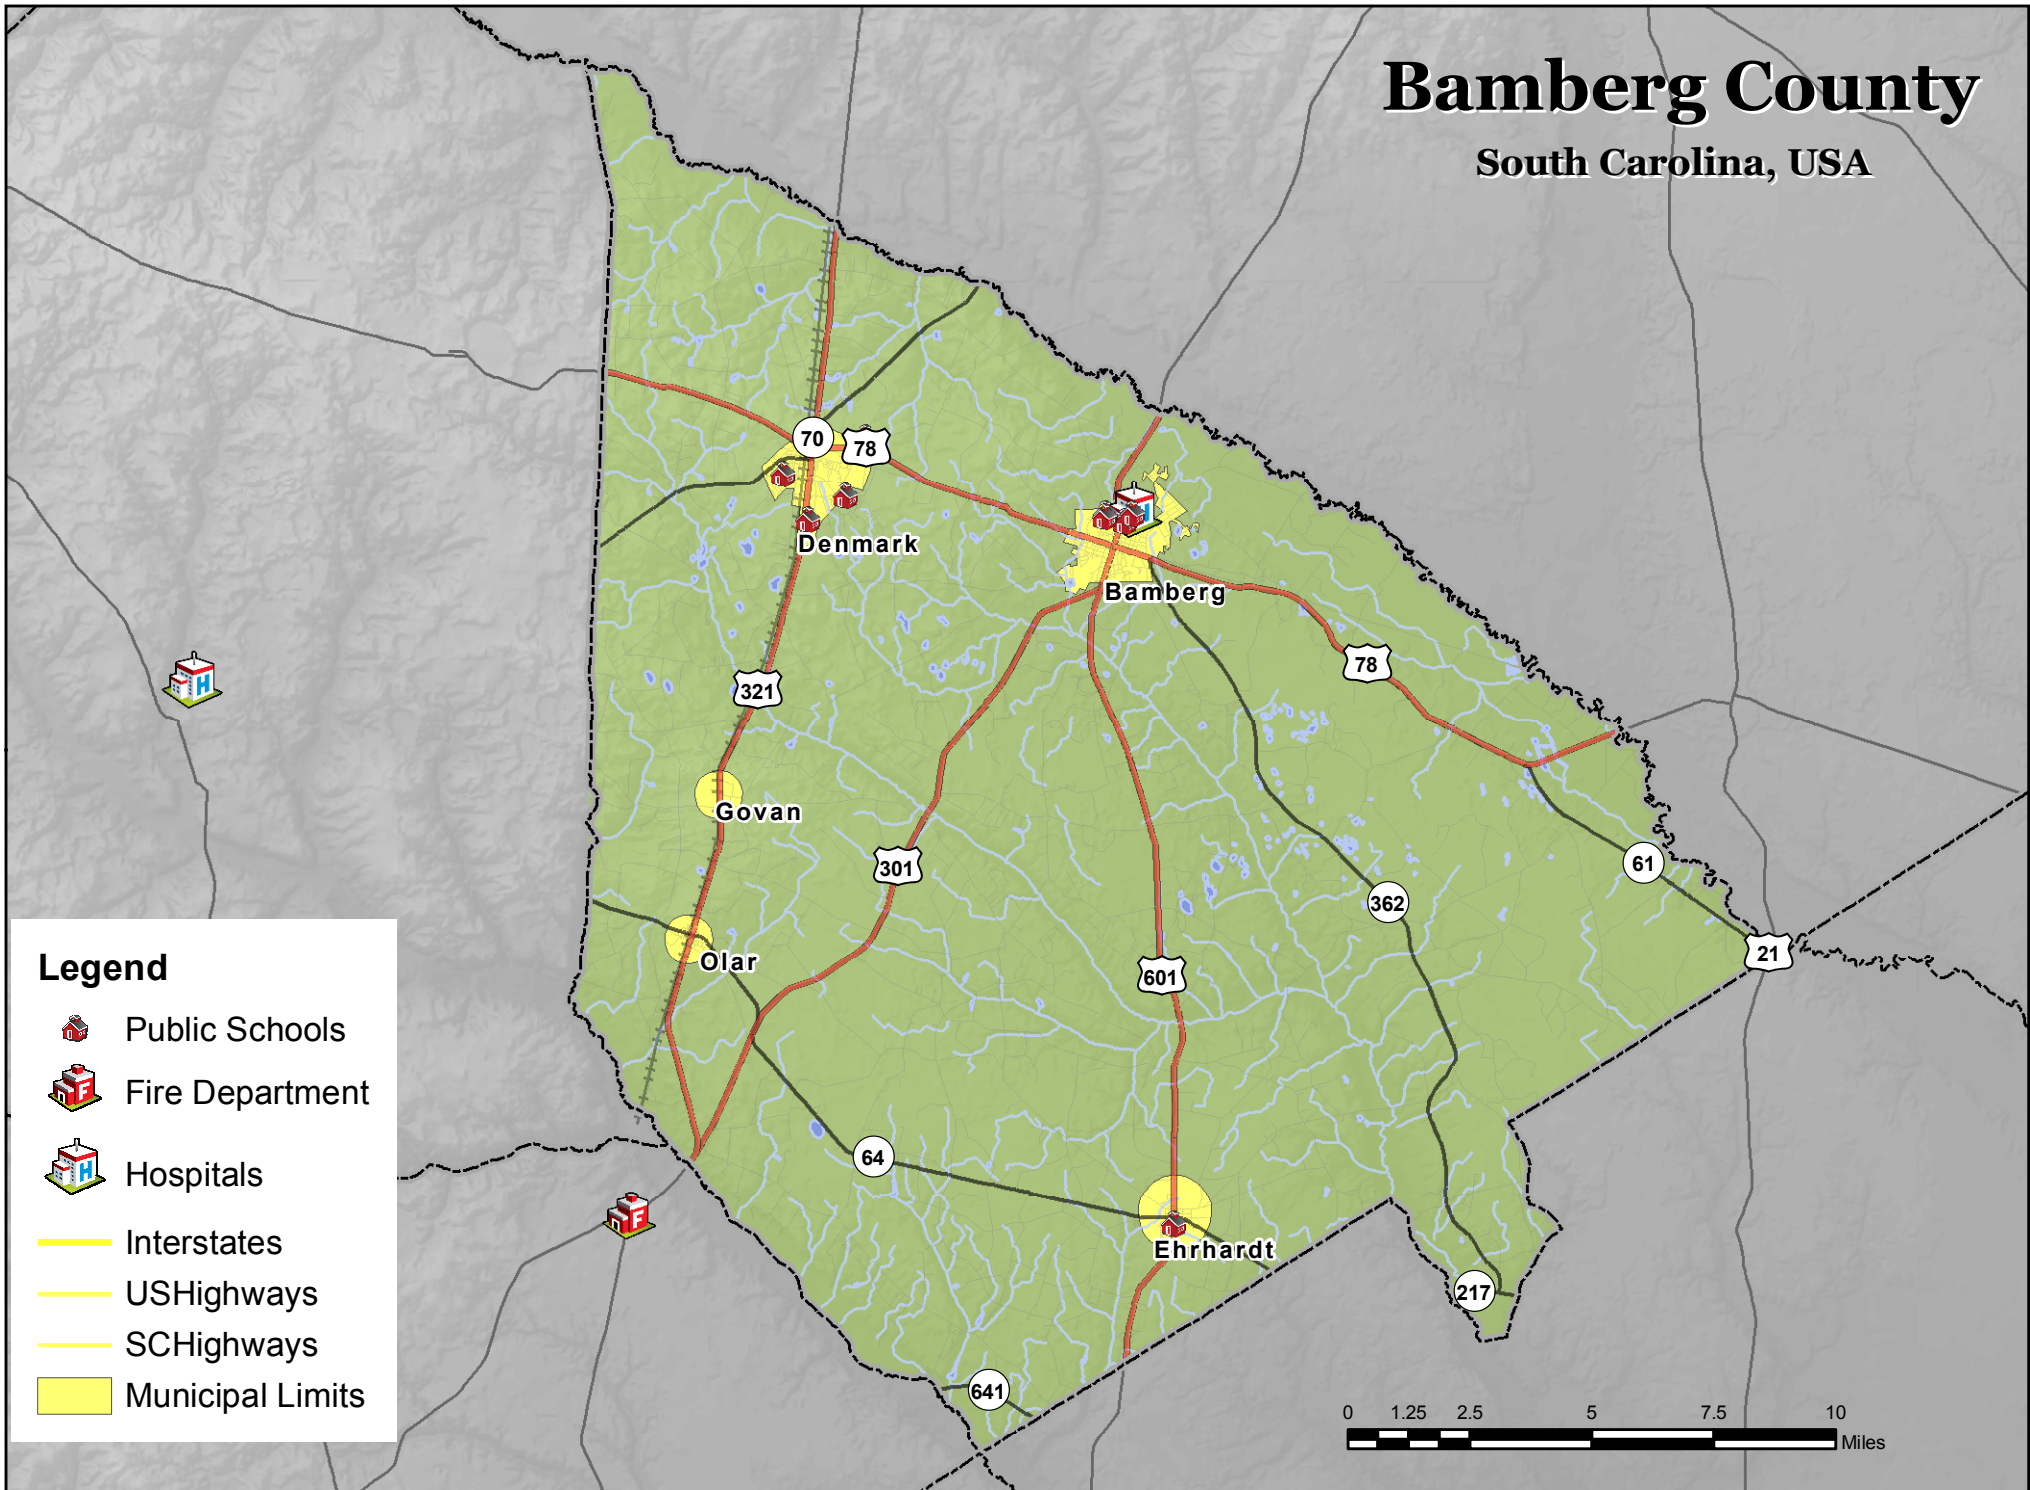 Bamberg County
South Carolina, USA
70
78
Denmark
Bamberg
78
321
Govan
301
61
362
21
Olar
601
64
Ehrhardt
217
641
Legend
Public Schools
F
Fire Department
H
Hospitals
Interstates
USHighways
SCHighways
Municipal Limits
H
F
H
0 1.25 2.5 5 7.5 10
Miles